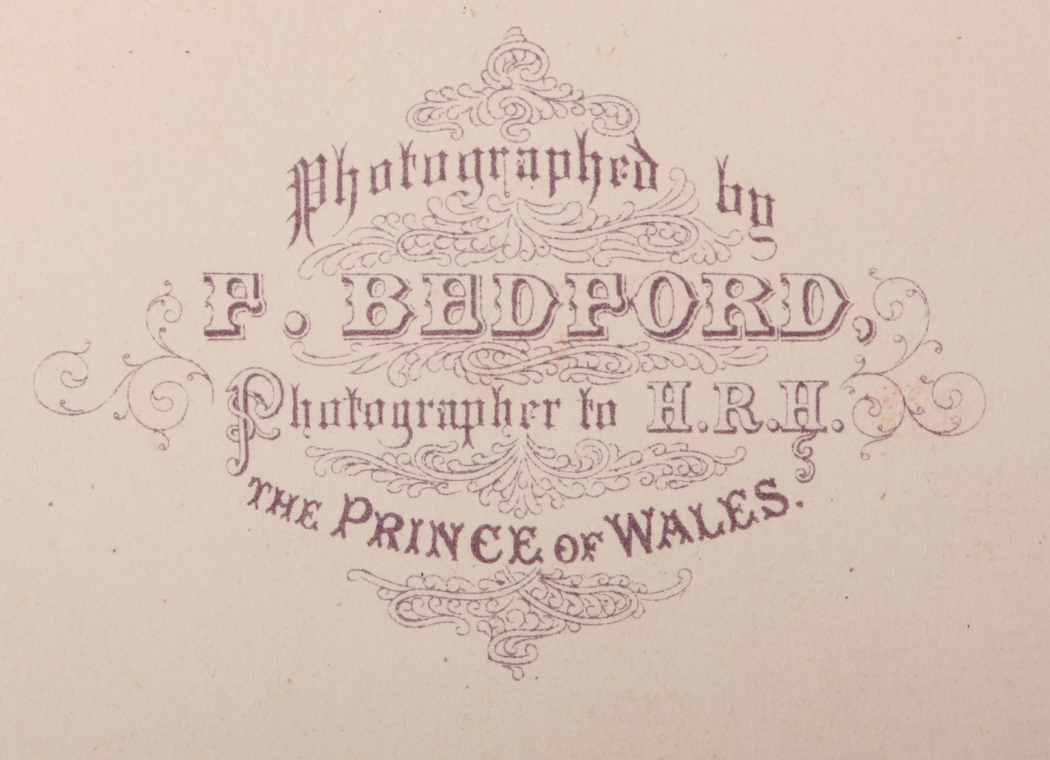 Photographed by
F. BEDFORD,
Photographer to H.R.H.
THE PRINCE OF WALES.